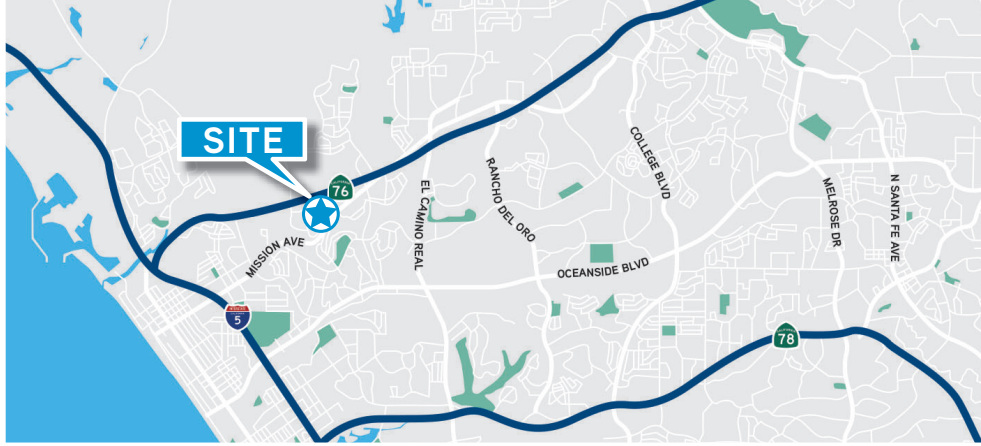 SITE
76
MISSION AVE
EL CAMINO REAL
RANCHO DEL ORO
COLLEGE BLVD
MELROSE DR
N SANTA FE AVE
OCEANSIDE BLVD
5
78